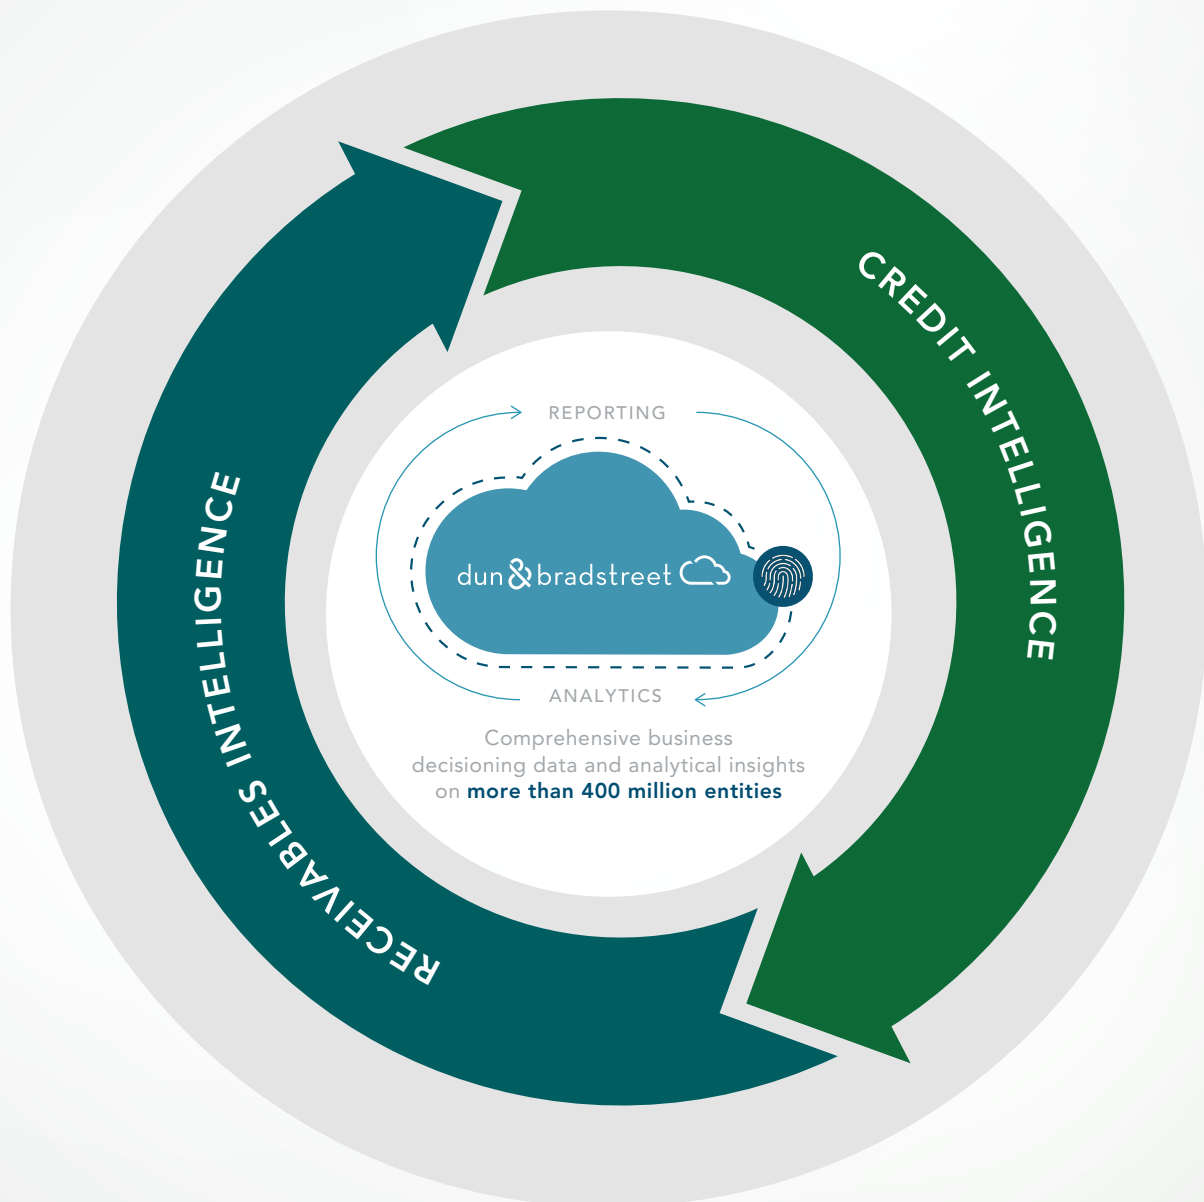 CREDIT INTELLIGENCE
RECEIVABLES INTELLIGENCE
REPORTING
dun & bradstreet
ANALYTICS
Comprehensive business
decisioning data and analytical insights
on more than 400 million entities